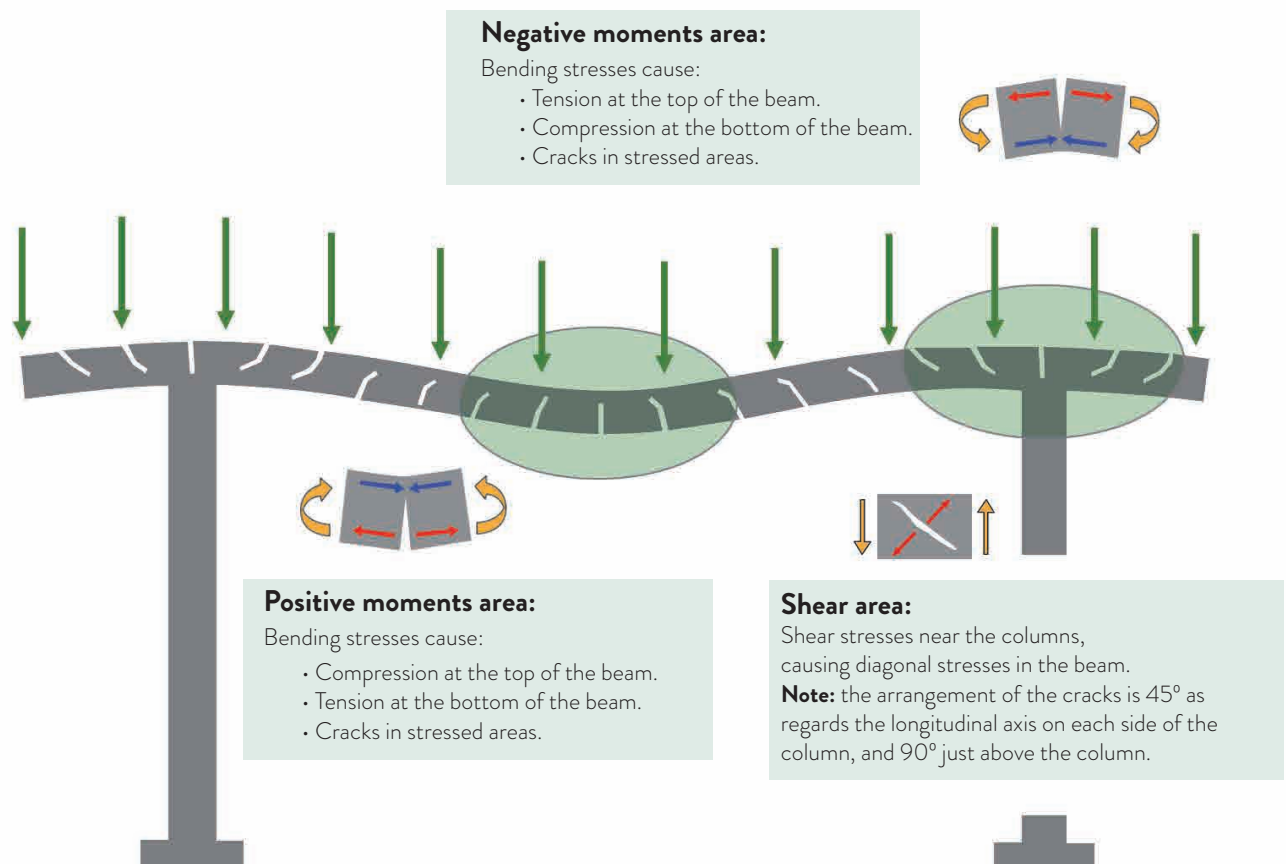 Negative moments area:
Bending stresses cause:
• Tension at the top of the beam.
• Compression at the bottom of the beam.
• Cracks in stressed areas.
Positive moments area:
Bending stresses cause:
• Compression at the top of the beam.
• Tension at the bottom of the beam.
• Cracks in stressed areas.
Shear area:
Shear stresses near the columns,
causing diagonal stresses in the beam.
Note: the arrangement of the cracks is 45º as
regards the longitudinal axis on each side of the
column, and 90º just above the column.